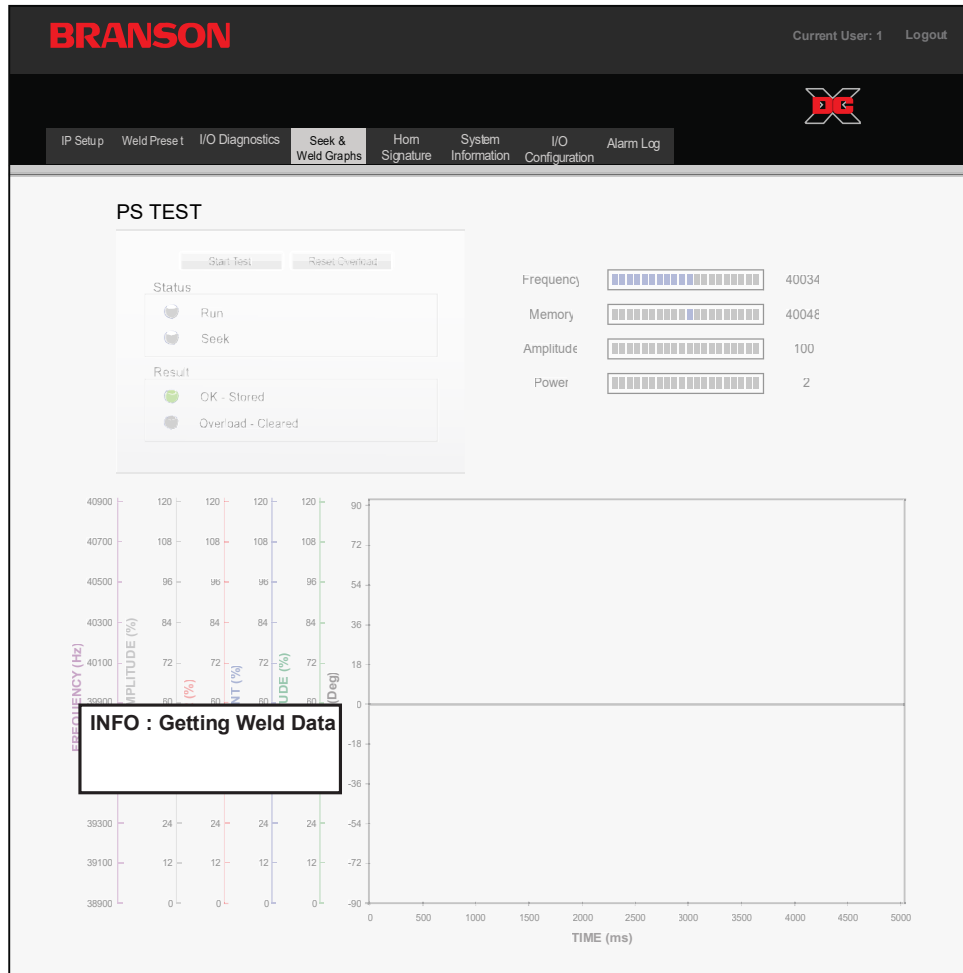 BRANSON
Current User: 1 Logout
DCX
IP Setup Weld Preset I/O Diagnostics Seek & Weld Graphs Horn Signature System Information I/O Configuration Alarm Log
PS TEST
Start Test Reset Overload
Status
Run
Seek
Result
OK - Stored
Overload - Cleared
Frequency 40034
Memory 40048
Amplitude 100
Power 2
40900 120 120 120 120 90
40700 108 108 108 108 72
40500 96 96 96 96 54
40300 84 84 84 84 36
40100 72 72 72 72 18
39900 60 60 60 60 0
-18
-36
39300 24 24 24 24 -54
39100 12 12 12 12 -72
38900 0 0 0 0 -90
FREQUENCY (Hz)
AMPLITUDE (%)
(%)
(%)
(%)
(Deg)
INFO : Getting Weld Data
0 500 1000 1500 2000 2500 3000 3500 4000 4500 5000
TIME (ms)